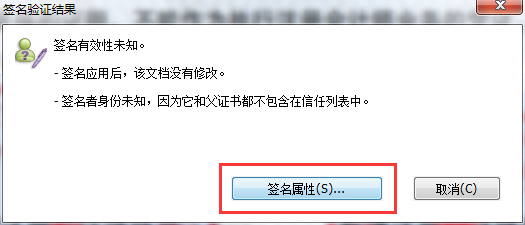 签名验证结果
签名有效性未知。
- 签名应用后，该文档没有修改。
- 签名者身份未知，因为它和父证书都不包含在信任列表中。
签名属性(S)...
取消(C)